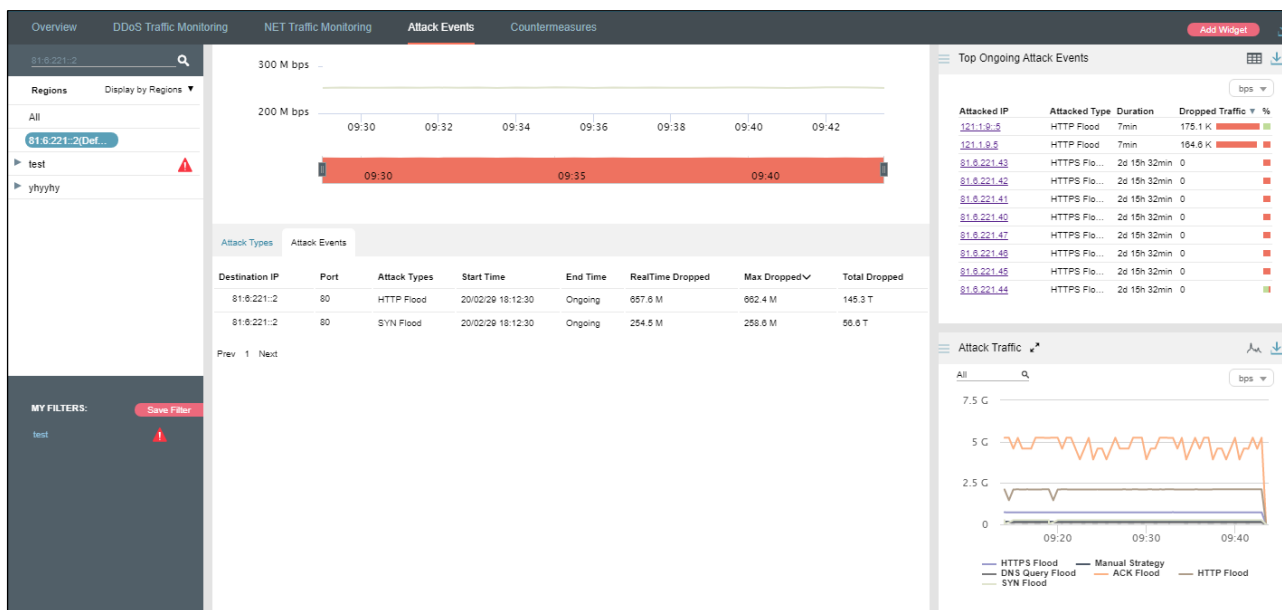 Overview DDoS Traffic Monitoring NET Traffic Monitoring Attack Events Countermeasures Add Widget
81:6:221::2
Regions Display by Regions ▼
All
81:6:221::2(Def...
test
yhyyhy
MY FILTERS: Save Filter
test
300 M bps
200 M bps
09:30 09:32 09:34 09:36 09:38 09:40 09:42
09:30 09:35 09:40
Attack Types Attack Events
Destination IP Port Attack Types Start Time End Time RealTime Dropped Max Dropped Total Dropped
81:6:221::2 80 HTTP Flood 20/02/29 18:12:30 Ongoing 657.6 M 662.4 M 145.3 T
81:6:221::2 80 SYN Flood 20/02/29 18:12:30 Ongoing 254.5 M 258.6 M 56.6 T
Prev 1 Next
Top Ongoing Attack Events
bps
Attacked IP Attacked Type Duration Dropped Traffic ▼ %
121:1:9::5 HTTP Flood 7min 175.1 K
121.1.9.5 HTTP Flood 7min 164.6 K
81.6.221.43 HTTPS Flo... 2d 15h 32min 0
81.6.221.42 HTTPS Flo... 2d 15h 32min 0
81.6.221.41 HTTPS Flo... 2d 15h 32min 0
81.6.221.40 HTTPS Flo... 2d 15h 32min 0
81.6.221.47 HTTPS Flo... 2d 15h 32min 0
81.6.221.46 HTTPS Flo... 2d 15h 32min 0
81.6.221.45 HTTPS Flo... 2d 15h 32min 0
81.6.221.44 HTTPS Flo... 2d 15h 32min 0
Attack Traffic
All bps
7.5 G
5 G
2.5 G
0
09:20 09:30 09:40
HTTPS Flood Manual Strategy
DNS Query Flood ACK Flood HTTP Flood
SYN Flood